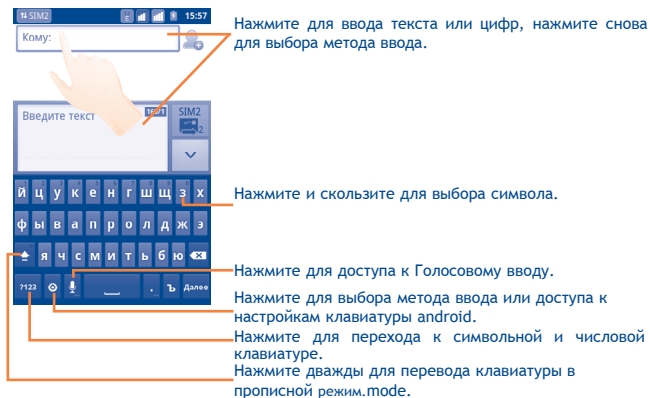 SIM2 E 15:57
Кому:
Нажмите для ввода текста или цифр, нажмите снова
для выбора метода ввода.
Введите текст
SIM2
2
й ц у к е н г ш щ з х
Нажмите и скользите для выбора символа.
ф ы в а п р о л д ж э
я ч с м и т ь б ю
Нажмите для доступа к Голосовому вводу.
?123 . ъ Далее
Нажмите для выбора метода ввода или доступа к
настройкам клавиатуры android.
Нажмите для перехода к символьной и числовой
клавиатуре.
Нажмите дважды для перевода клавиатуры в
прописной режим.mode.